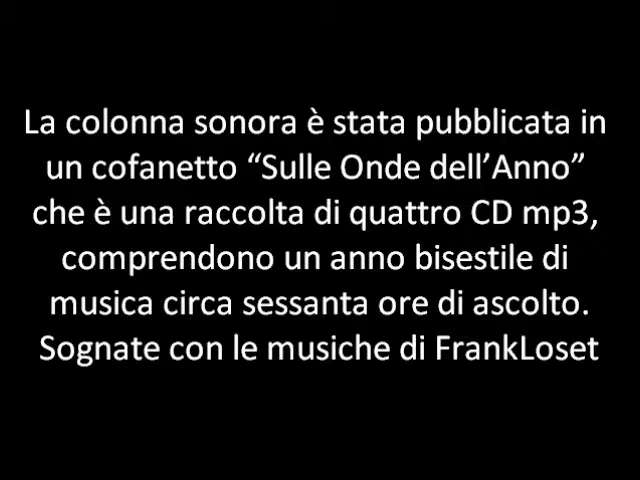 La colonna sonora è stata pubblicata in
un cofanetto “Sulle Onde dell’Anno”
che è una raccolta di quattro CD mp3,
comprendono un anno bisestile di
musica circa sessanta ore di ascolto.
Sognate con le musiche di FrankLoset